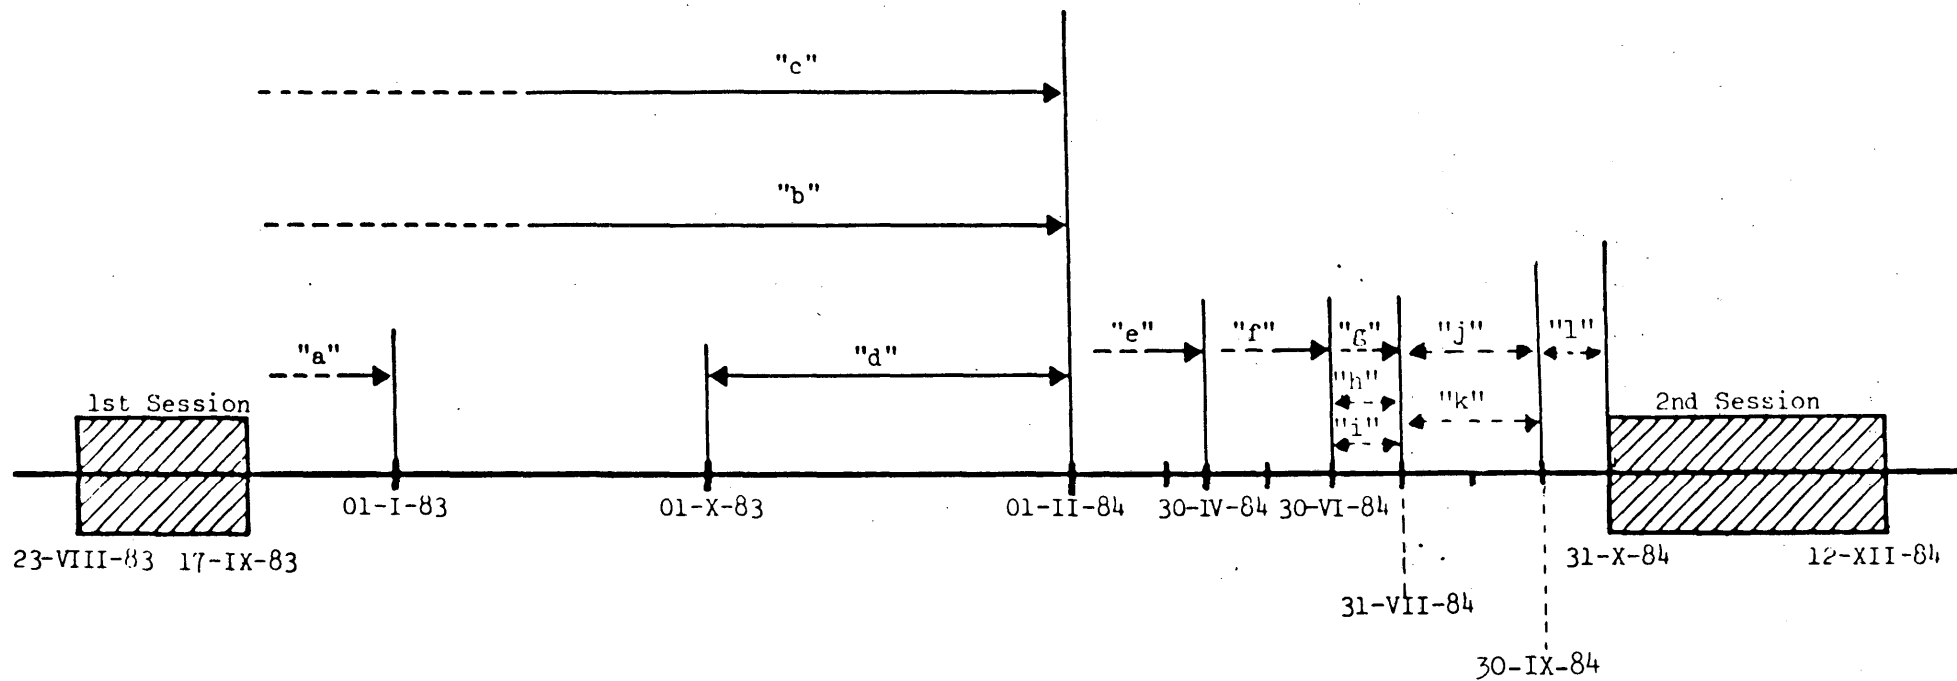 "c"
"b"
"a"
"d"
"e"
"f"
"g"
"j"
"l"
"h"
"k"
"i"
1st Session
2nd Session
01-I-83
01-X-83
01-II-84
30-IV-84
30-VI-84
23-VIII-83
17-IX-83
31-X-84
12-XII-84
31-VII-84
30-IX-84